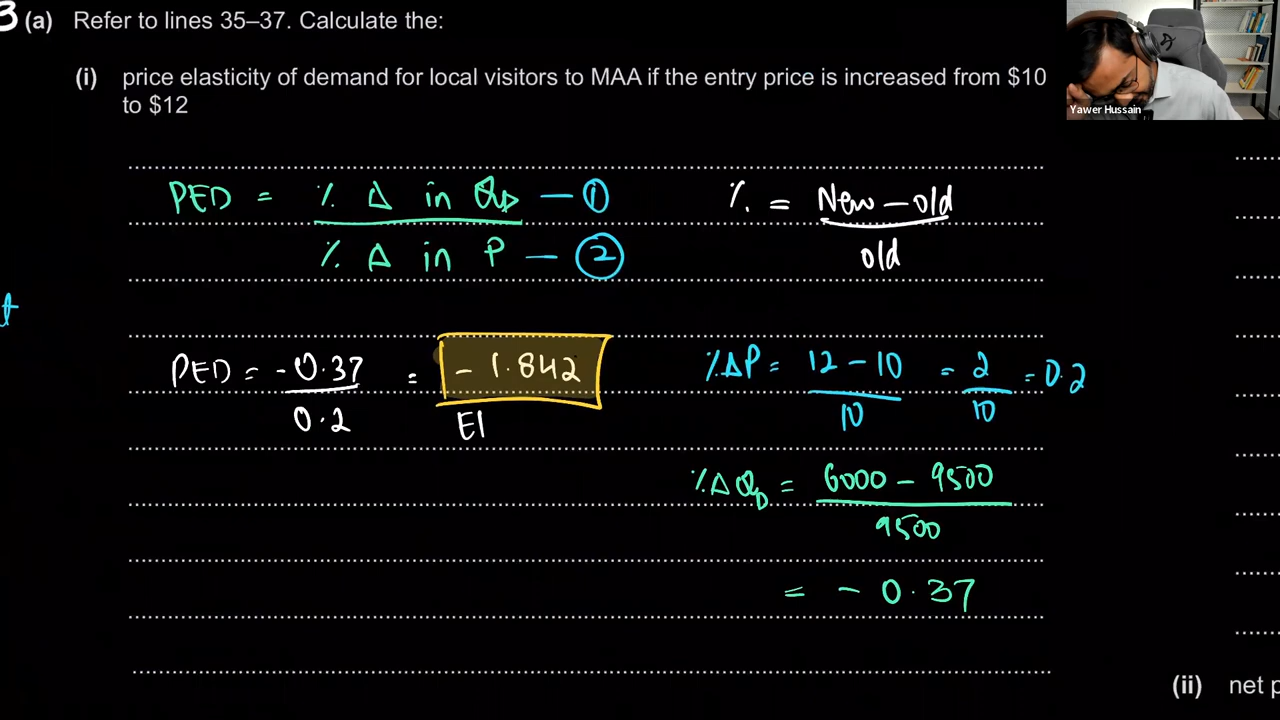 3 (a) Refer to lines 35–37. Calculate the:
(i) price elasticity of demand for local visitors to MAA if the entry price is increased from $10
to $12
Yawer Hussain
PED = % Δ in QD — ①
% Δ in P — ②
% = New – old
old
t
PED = -0.37 = - 1.842
0.2
El
%ΔP = 12 – 10 = 2 = 0.2
10 10
%ΔQD = 6000 – 9500
9500
= - 0.37
(ii) net p